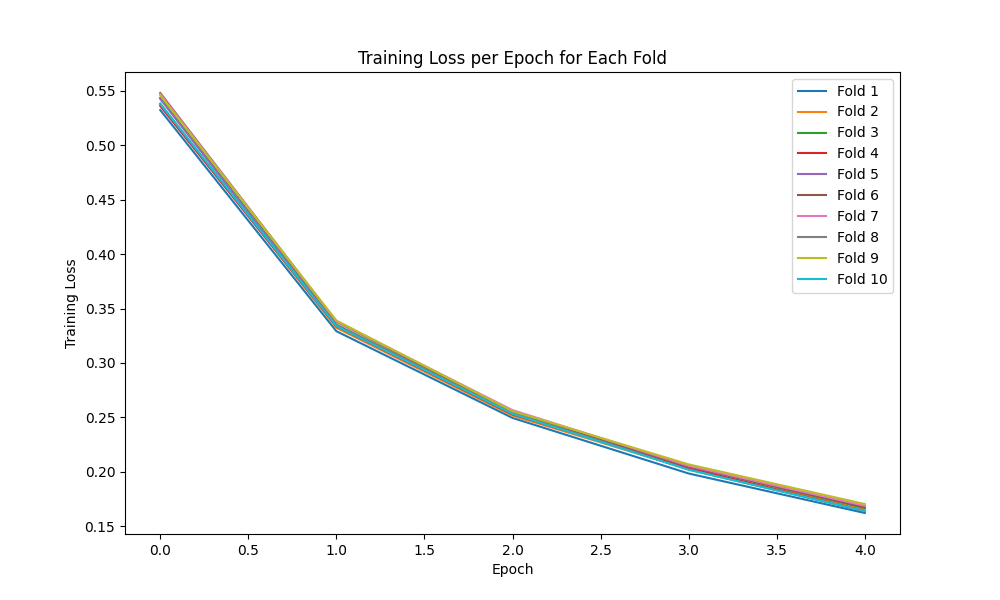 Training Loss per Epoch for Each Fold
Training Loss
0.55
0.50
0.45
0.40
0.35
0.30
0.25
0.20
0.15
Fold 1
Fold 2
Fold 3
Fold 4
Fold 5
Fold 6
Fold 7
Fold 8
Fold 9
Fold 10
0.0 0.5 1.0 1.5 2.0 2.5 3.0 3.5 4.0
Epoch